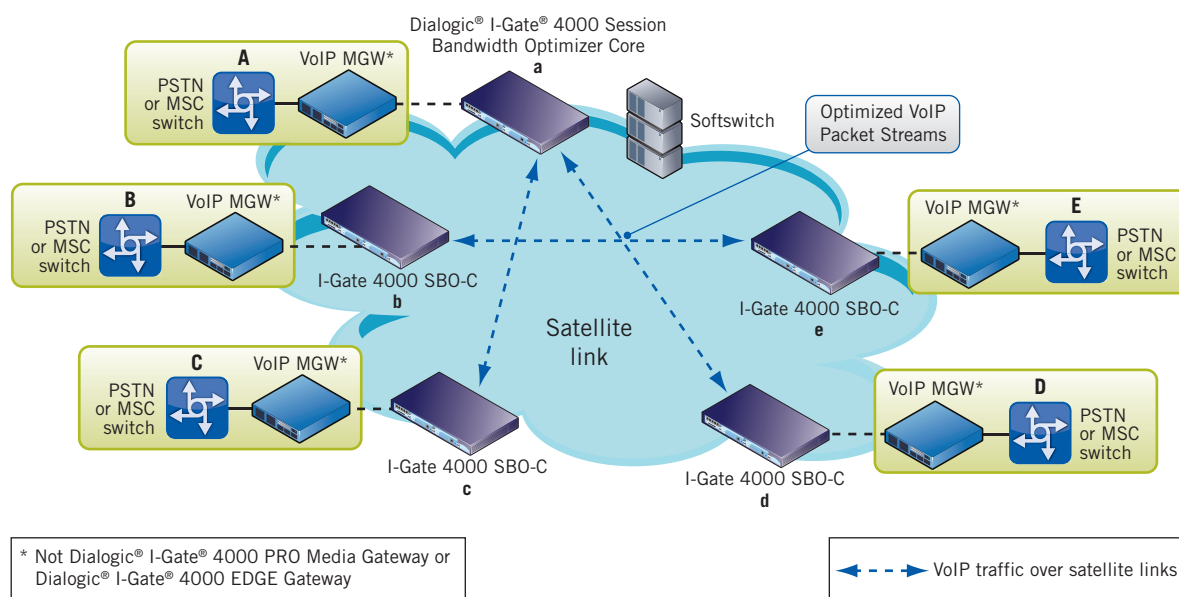 Dialogic® I-Gate® 4000 Session
Bandwidth Optimizer Core
a
A
VoIP MGW*
PSTN
or MSC
switch
Softswitch
Optimized VoIP
Packet Streams
B
VoIP MGW*
PSTN
or MSC
switch
I-Gate 4000 SBO-C
b
VoIP MGW*
E
PSTN
or MSC
switch
I-Gate 4000 SBO-C
e
Satellite
link
C
VoIP MGW*
PSTN
or MSC
switch
I-Gate 4000 SBO-C
c
VoIP MGW*
D
PSTN
or MSC
switch
I-Gate 4000 SBO-C
d
* Not Dialogic® I-Gate® 4000 PRO Media Gateway or
Dialogic® I-Gate® 4000 EDGE Gateway
VoIP traffic over satellite links